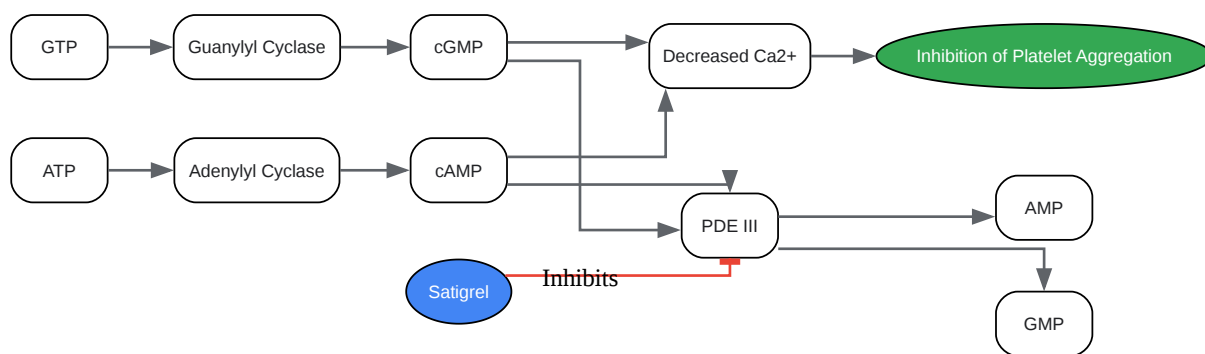 GTP
Guanylyl Cyclase
cGMP
Decreased Ca2+
Inhibition of Platelet Aggregation
ATP
Adenylyl Cyclase
cAMP
PDE III
AMP
Satigrel
Inhibits
GMP